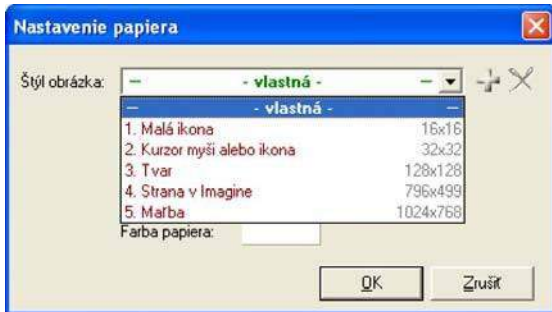 Nastavenie papiera
Štýl obrázka: — - vlastná - —
— - vlastná - —
1. Malá ikona 16x16
2. Kurzor myši alebo ikona 32x32
3. Tvar 128x128
4. Strana v Imagine 796x499
5. Maľba 1024x768
Farba papiera:
OK Zrušiť